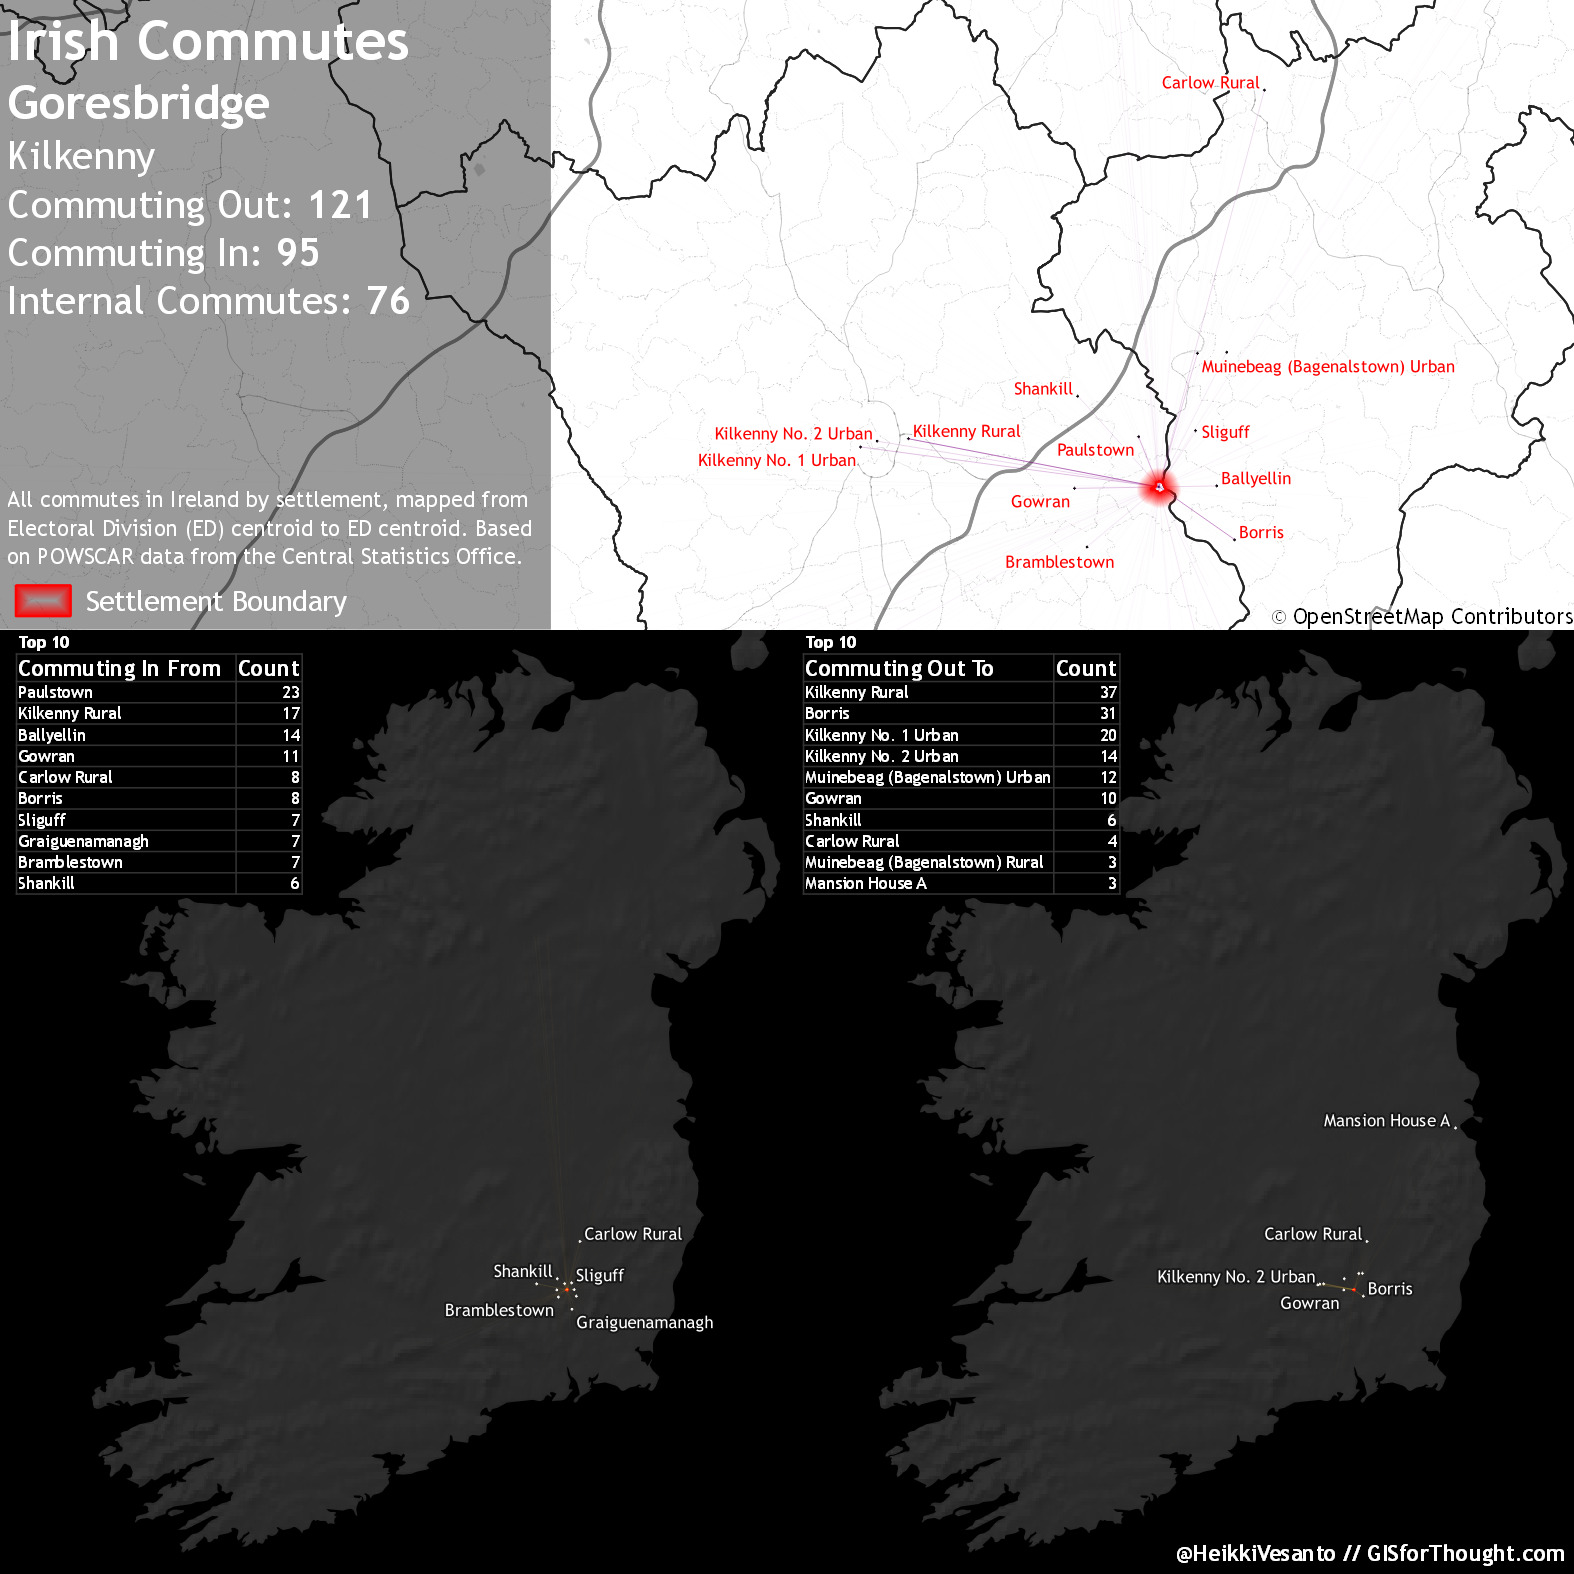 Irish Commutes
Goresbridge
Kilkenny
Commuting Out: 121
Commuting In: 95
Internal Commutes: 76
All commutes in Ireland by settlement, mapped from
Electoral Division (ED) centroid to ED centroid. Based
on POWSCAR data from the Central Statistics Office.
Settlement Boundary
Carlow Rural
Muinebeag (Bagenalstown) Urban
Shankill
Kilkenny No. 2 Urban
Kilkenny Rural
Sliguff
Paulstown
Kilkenny No. 1 Urban
Ballyellin
Gowran
Borris
Bramblestown
© OpenStreetMap Contributors
Top 10
Commuting In From Count
Paulstown 23
Kilkenny Rural 17
Ballyellin 14
Gowran 11
Carlow Rural 8
Borris 8
Sliguff 7
Graiguenamanagh 7
Bramblestown 7
Shankill 6
Carlow Rural
Shankill
Sliguff
Bramblestown
Graiguenamanagh
Top 10
Commuting Out To Count
Kilkenny Rural 37
Borris 31
Kilkenny No. 1 Urban 20
Kilkenny No. 2 Urban 14
Muinebeag (Bagenalstown) Urban 12
Gowran 10
Shankill 6
Carlow Rural 4
Muinebeag (Bagenalstown) Rural 3
Mansion House A 3
Mansion House A
Carlow Rural
Kilkenny No. 2 Urban
Borris
Gowran
@HeikkiVesanto // GISforThought.com